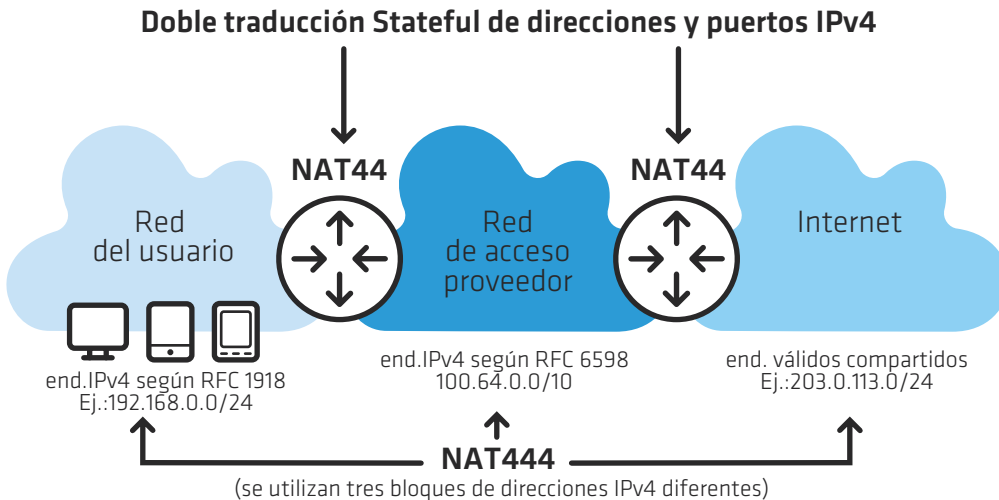 Doble traducción Stateful de direcciones y puertos IPv4
NAT44
NAT44
Red
del usuario
Red
de acceso
proveedor
Internet
end.IPv4 según RFC 1918
Ej.:192.168.0.0/24
end.IPv4 según RFC 6598
100.64.0.0/10
end. válidos compartidos
Ej.:203.0.113.0/24
NAT444
(se utilizan tres bloques de direcciones IPv4 diferentes)